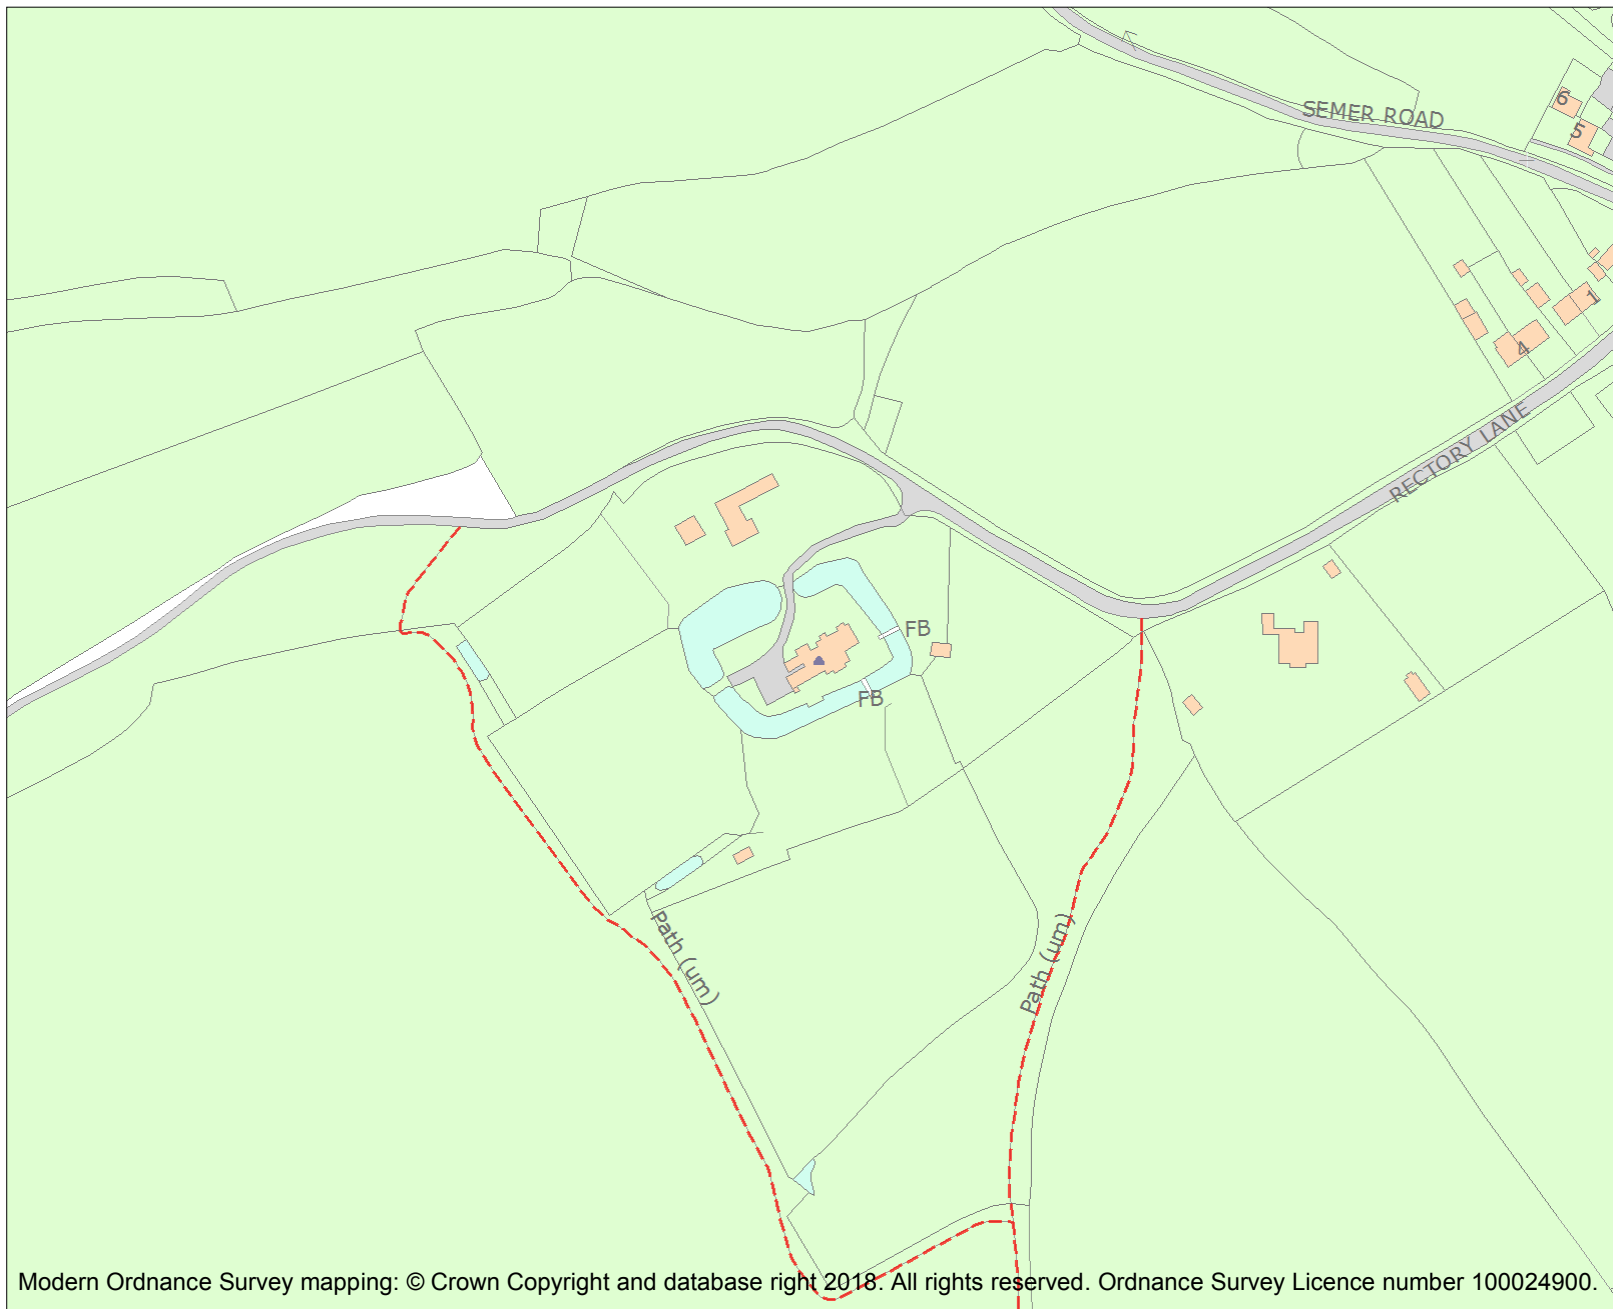 SEMER ROAD
6
5
1
4
RECTORY LANE
FB
FB
Path (um)
Path (um)
Modern Ordnance Survey mapping: © Crown Copyright and database right 2018. All rights reserved. Ordnance Survey Licence number 100024900.